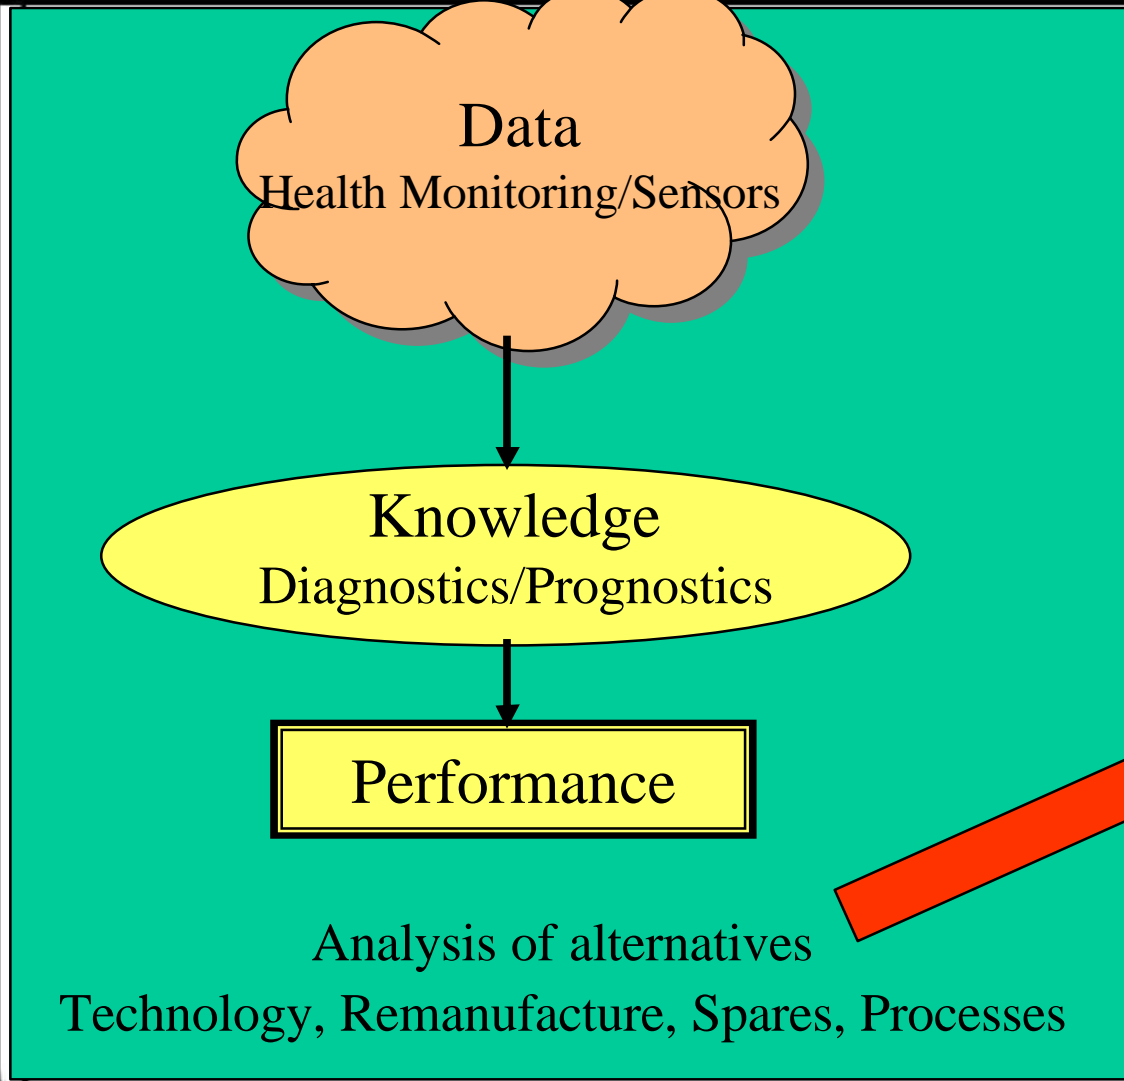 Data
Health Monitoring/Sensors
Knowledge
Diagnostics/Prognostics
Performance
Analysis of alternatives
Technology, Remanufacture, Spares, Processes